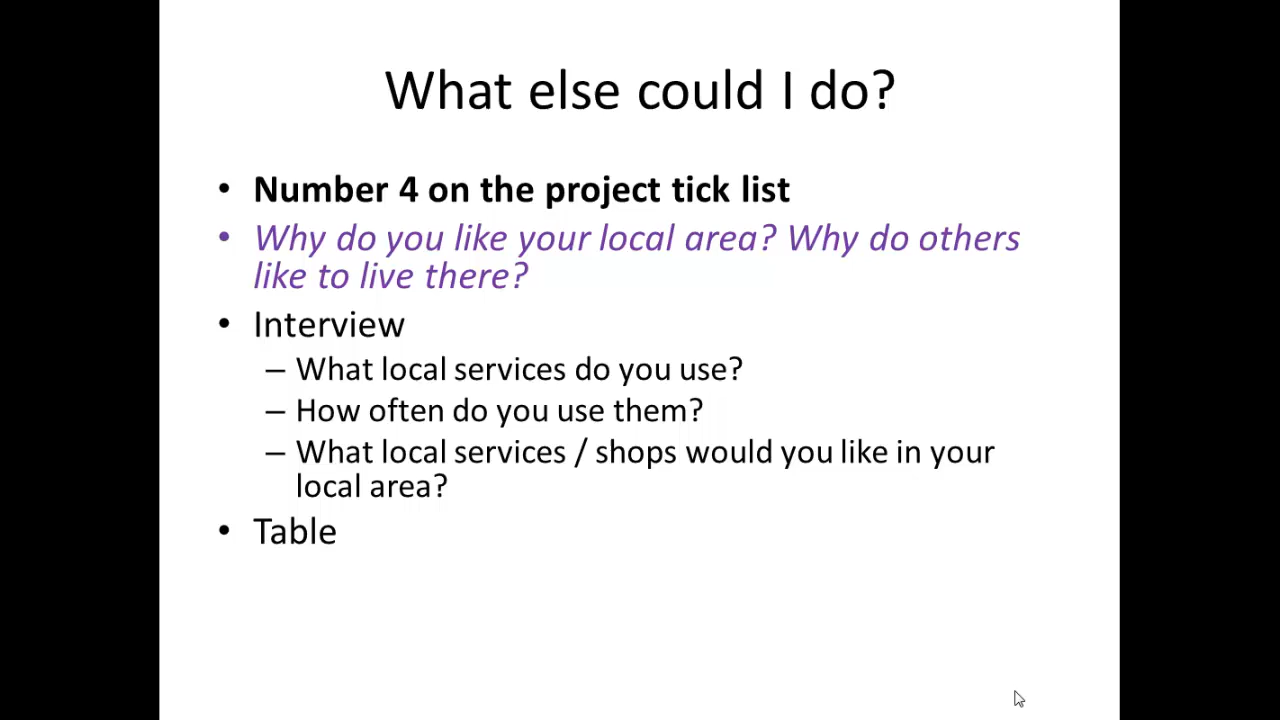 What else could I do?
• Number 4 on the project tick list
• Why do you like your local area? Why do others
like to live there?
• Interview
– What local services do you use?
– How often do you use them?
– What local services / shops would you like in your
local area?
• Table